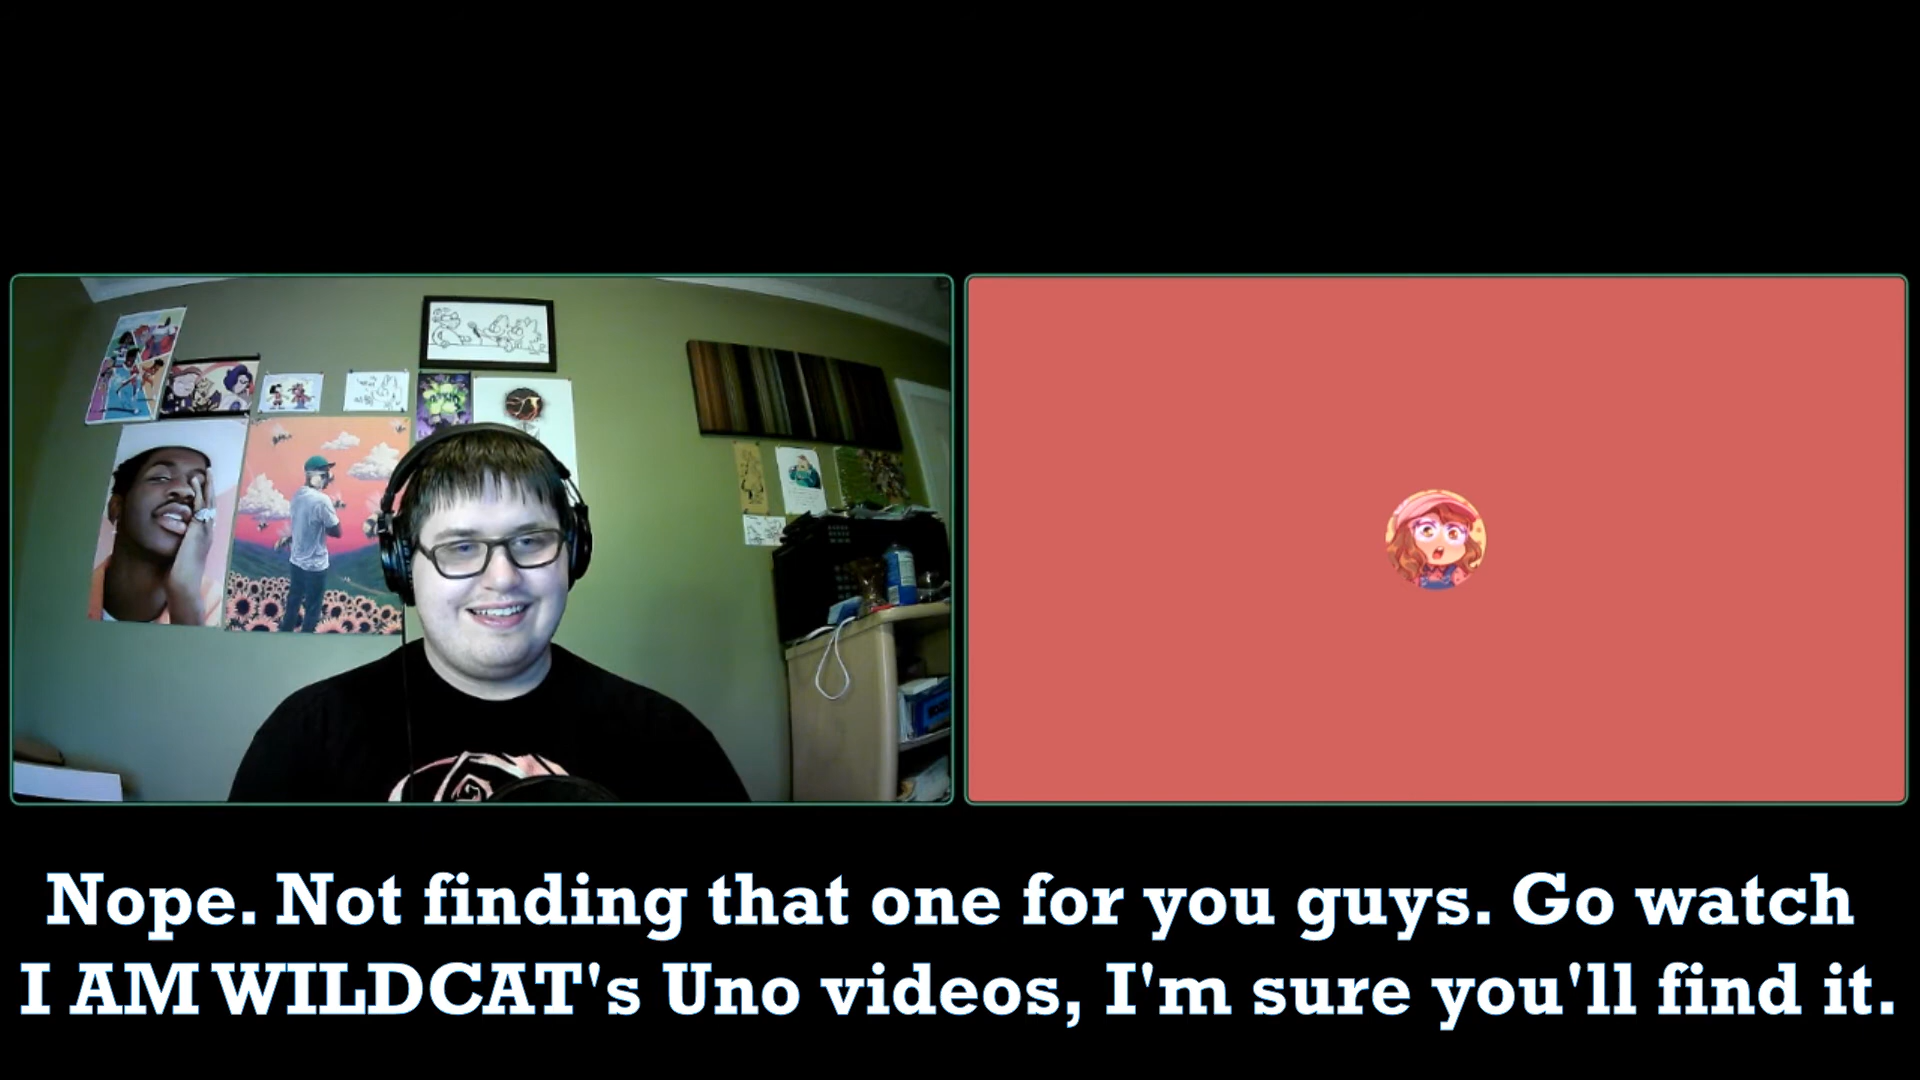 Nope. Not finding that one for you guys. Go watch
I AM WILDCAT's Uno videos, I'm sure you'll find it.